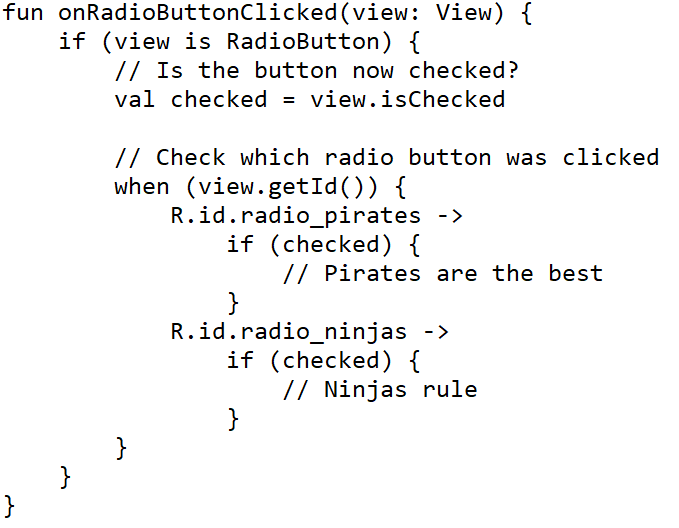 fun onRadioButtonClicked(view: View) {
    if (view is RadioButton) {
        // Is the button now checked?
        val checked = view.isChecked

        // Check which radio button was clicked
        when (view.getId()) {
            R.id.radio_pirates ->
                if (checked) {
                    // Pirates are the best
                }
            R.id.radio_ninjas ->
                if (checked) {
                    // Ninjas rule
                }
        }
    }
}